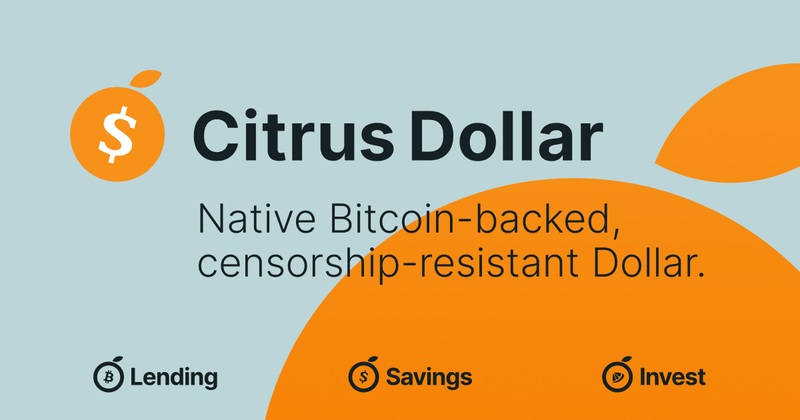 $
Citrus Dollar
Native Bitcoin-backed,
censorship-resistant Dollar.
₿ Lending
$ Savings
Invest